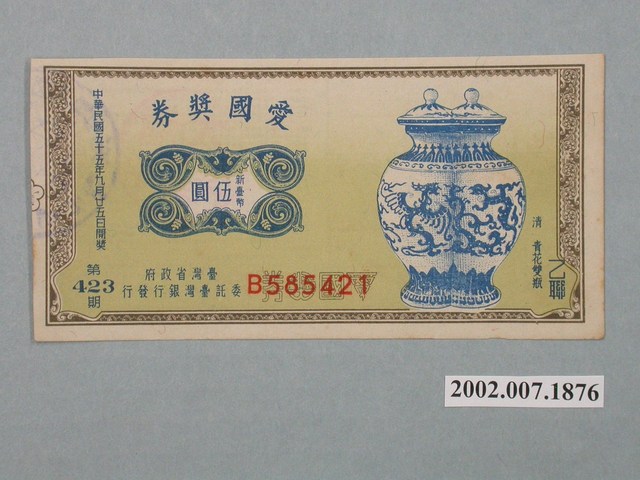 中華民國五十五年九月廿五日開獎
券獎國愛
新臺幣
圓伍
第
423
期
府政省灣臺
行發行銀灣臺託委
B585421
清 青花雙瓶
乙聯
2002.007.1876